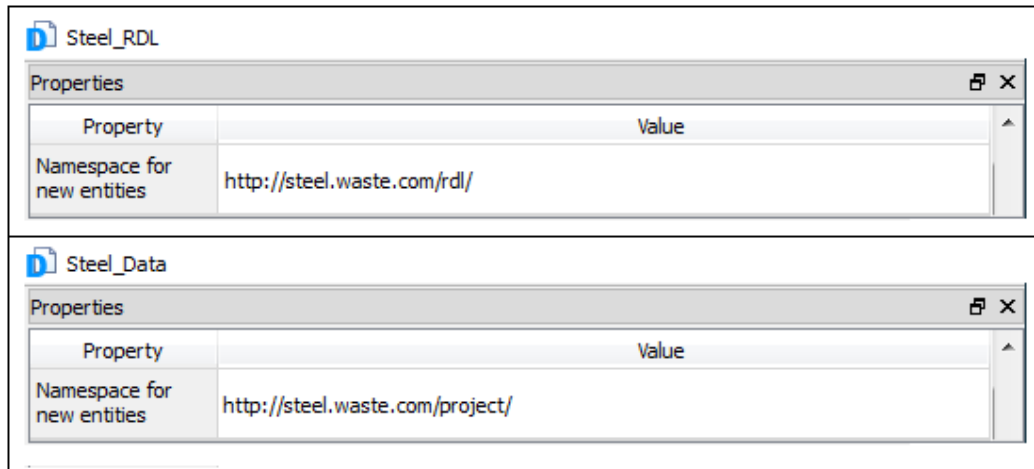 Steel_RDL
Properties
Property Value
Namespace for
new entities
http://steel.waste.com/rdl/
Steel_Data
Properties
Property Value
Namespace for
new entities
http://steel.waste.com/project/